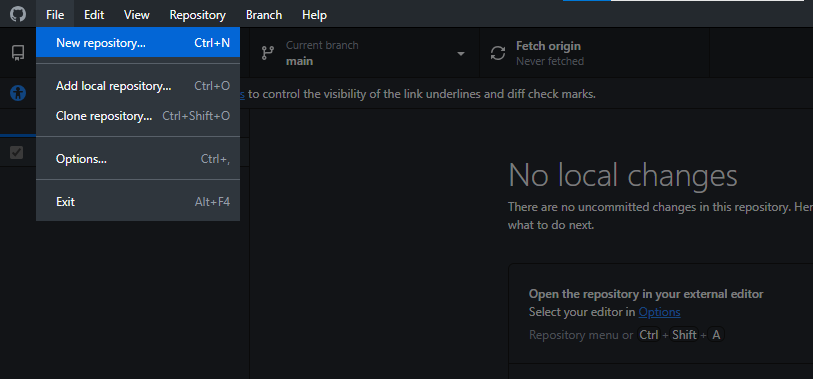 File Edit View Repository Branch Help
New repository... Ctrl+N
Add local repository... Ctrl+O
Clone repository... Ctrl+Shift+O
Options... Ctrl+,
Exit Alt+F4
Current branch
main
Fetch origin
Never fetched
to control the visibility of the link underlines and diff check marks.
No local changes
There are no uncommitted changes in this repository. Her
what to do next.
Open the repository in your external editor
Select your editor in Options
Repository menu or Ctrl + Shift + A